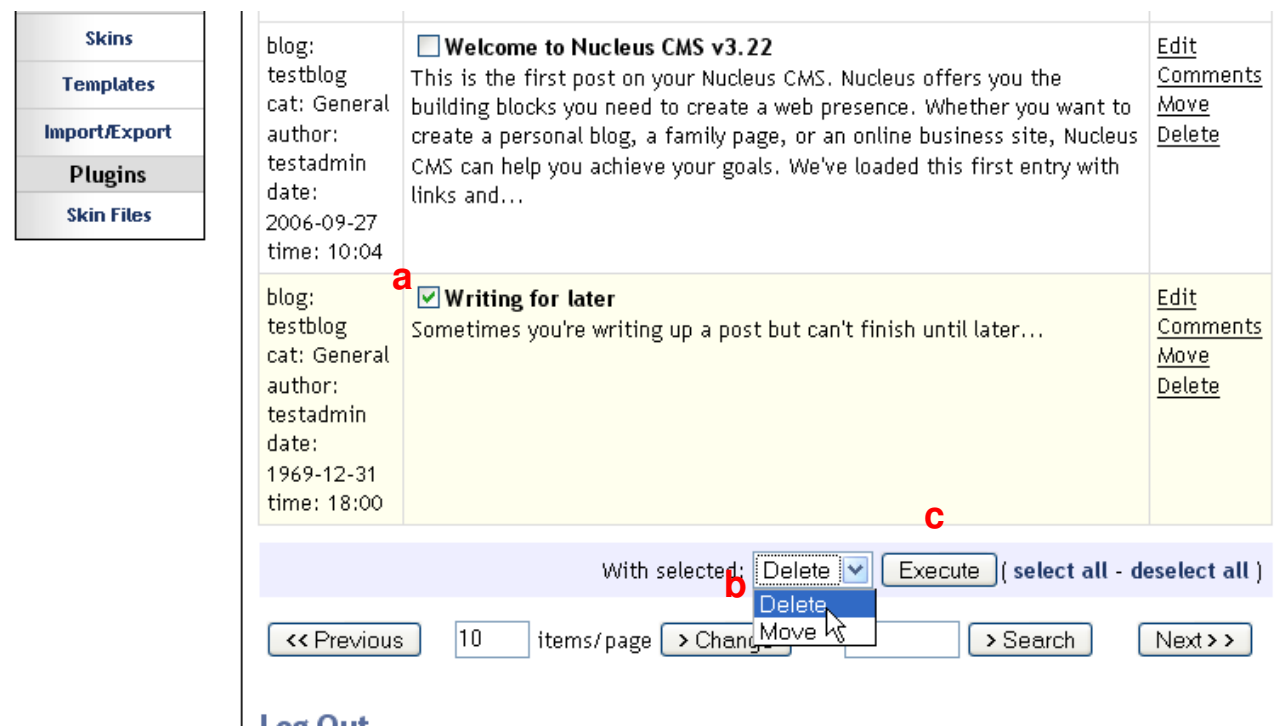 Skins
Templates
Import/Export
Plugins
Skin Files
blog:
testblog
cat: General
author:
testadmin
date:
2006-09-27
time: 10:04
Welcome to Nucleus CMS v3.22
This is the first post on your Nucleus CMS. Nucleus offers you the
building blocks you need to create a web presence. Whether you want to
create a personal blog, a family page, or an online business site, Nucleus
CMS can help you achieve your goals. We've loaded this first entry with
links and...
Edit
Comments
Move
Delete
a
blog:
testblog
cat: General
author:
testadmin
date:
1969-12-31
time: 18:00
Writing for later
Sometimes you're writing up a post but can't finish until later...
Edit
Comments
Move
Delete
c
With selected: Delete Execute ( select all - deselect all )
b
Delete
Move
<< Previous 10 items/page > Change > Search Next > >
Log Out